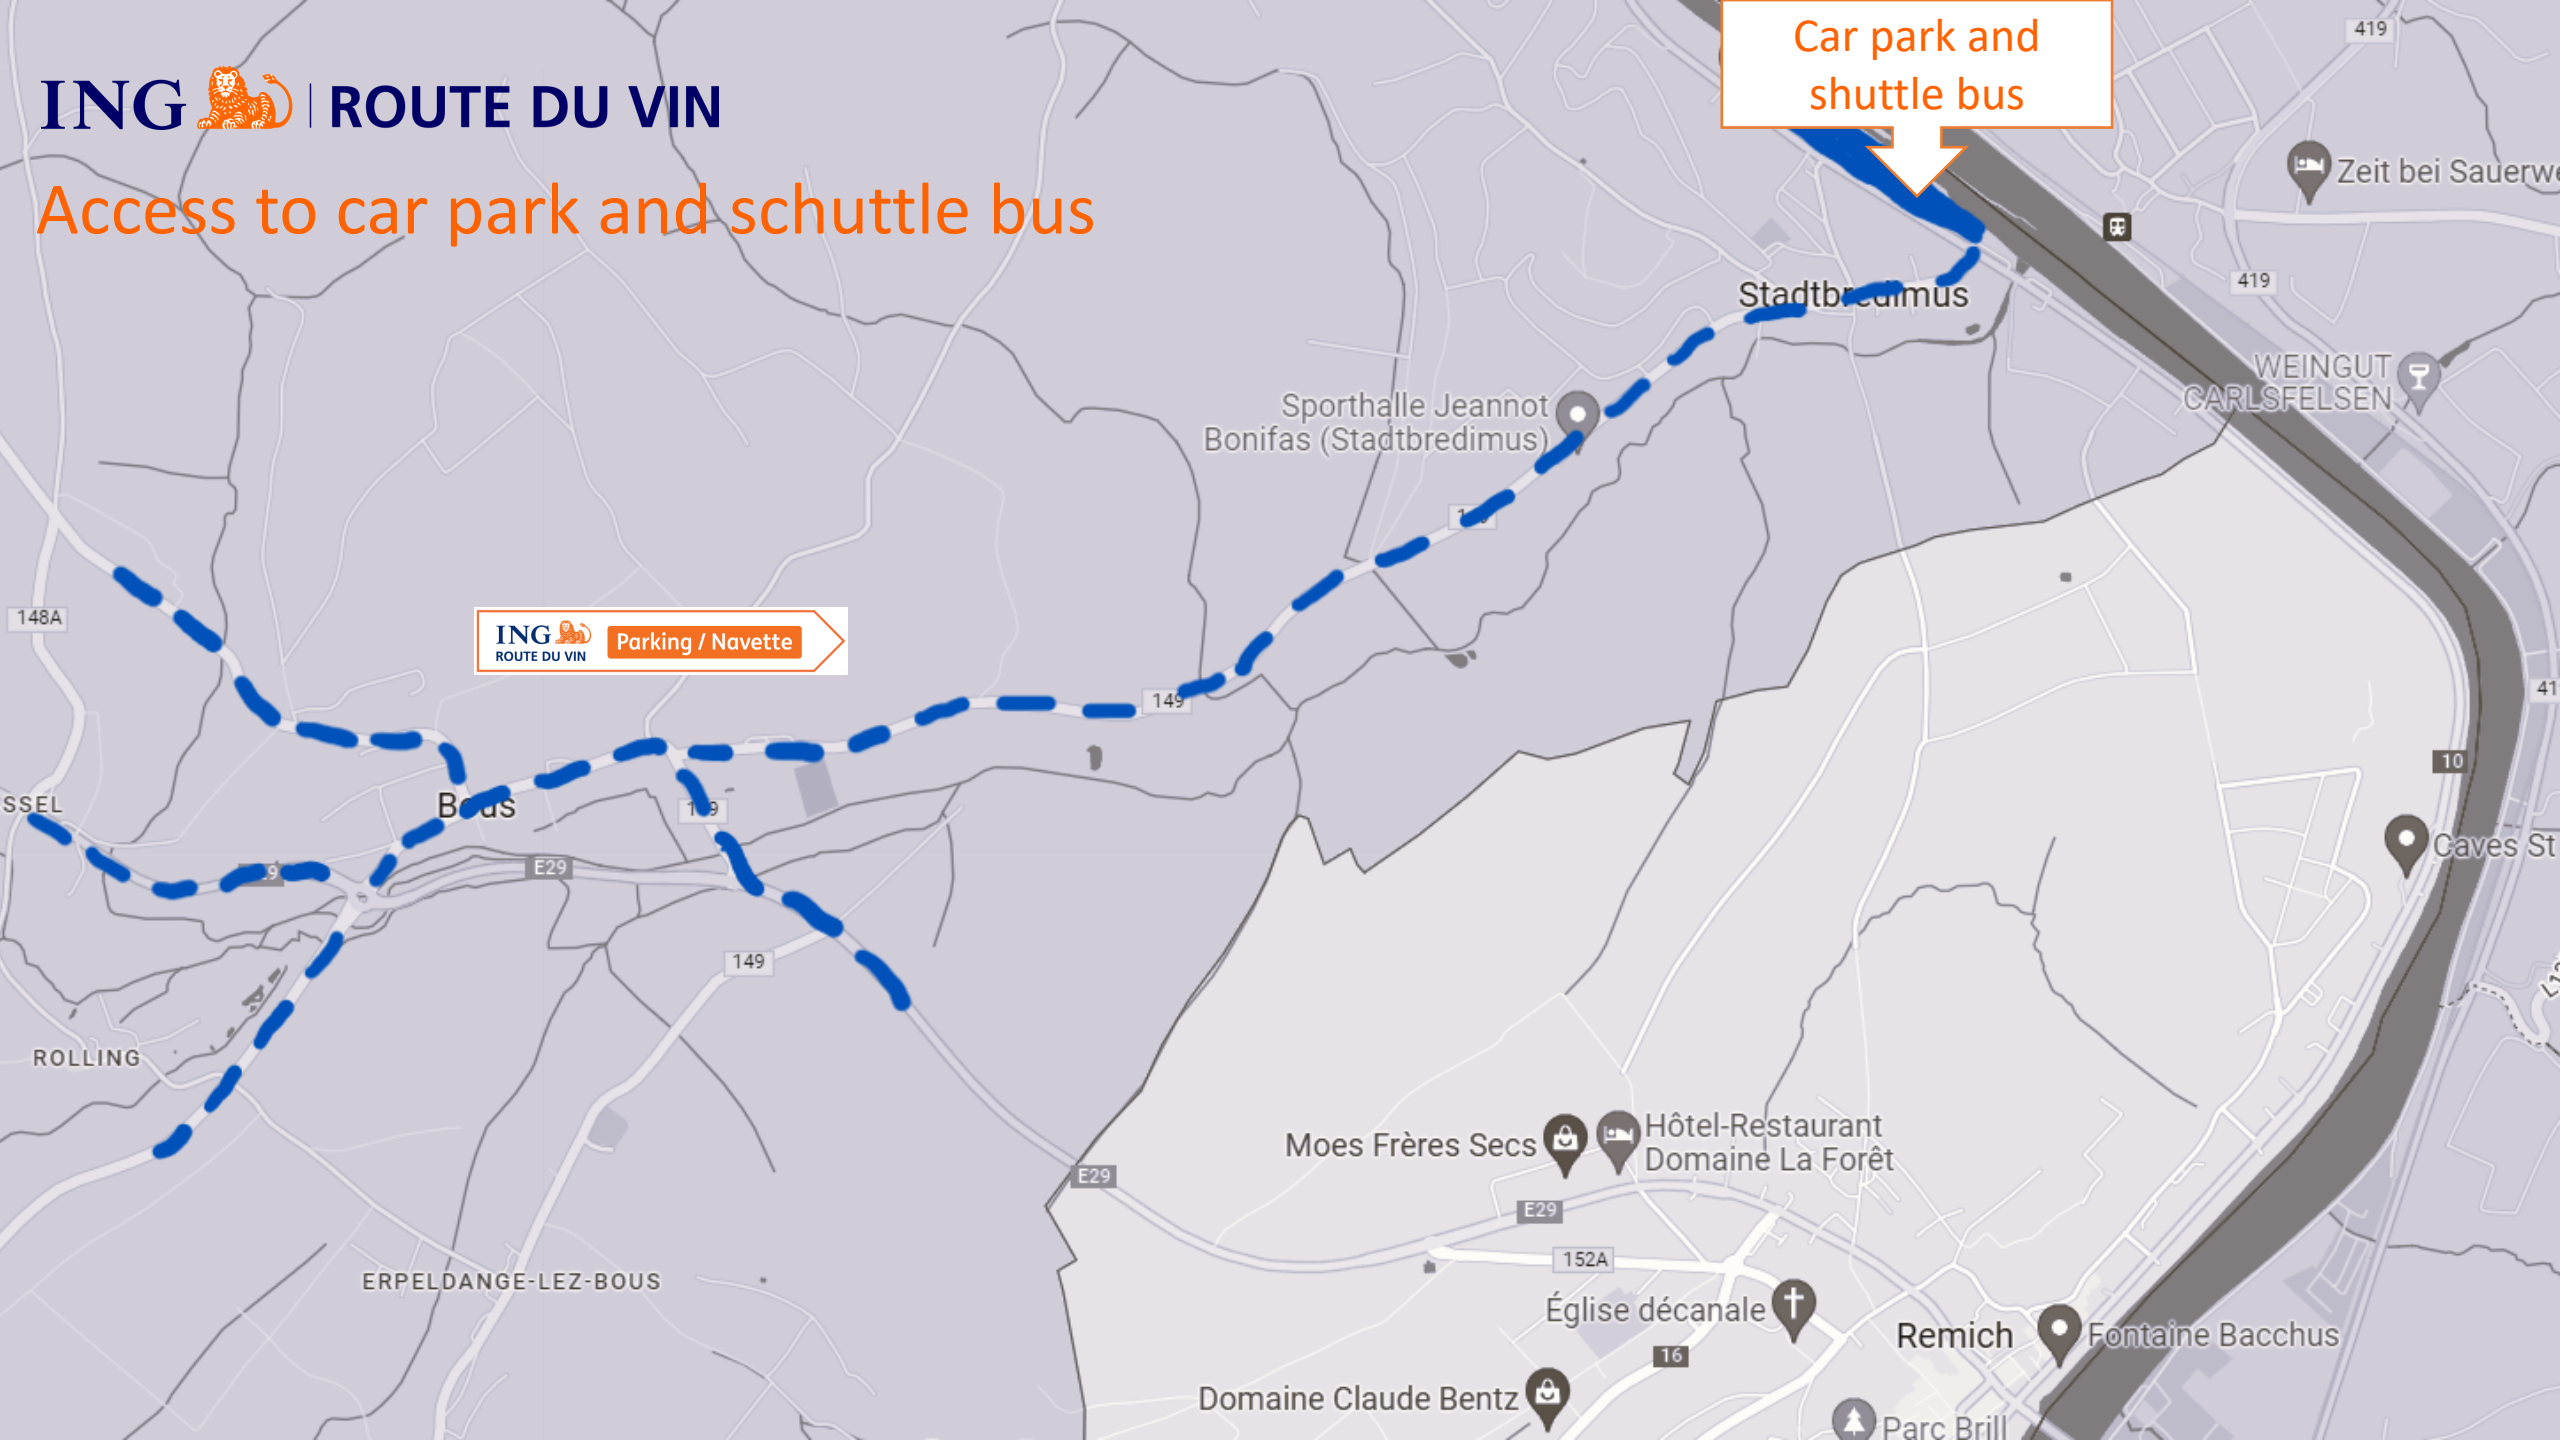 ING ROUTE DU VIN
Access to car park and schuttle bus
Car park and
shuttle bus
419
Zeit bei Sauerwe
419
Stadtbredimus
WEINGUT
CARLSFELSEN
Sporthalle Jeannot
Bonifas (Stadtbredimus)
148A
ING
ROUTE DU VIN
Parking / Navette
149
41
10
SSEL
Bous
E29
Caves St
149
ROLLING
Moes Frères Secs
Hôtel-Restaurant
Domaine La Forêt
E29
E29
152A
ERPELDANGE-LEZ-BOUS
Église décanale
Remich
Fontaine Bacchus
16
Domaine Claude Bentz
Parc Brill